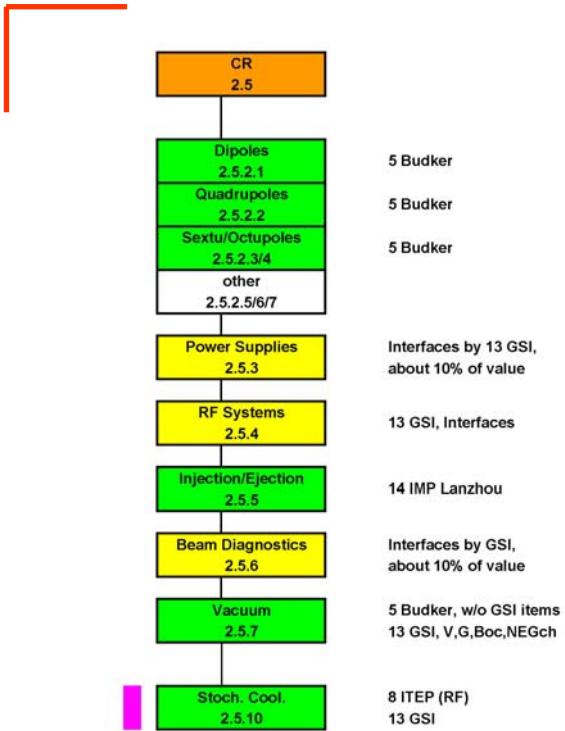 CR
2.5
Dipoles
2.5.2.1
5 Budker
Quadrupoles
2.5.2.2
5 Budker
Sextu/Octupoles
2.5.2.3/4
5 Budker
other
2.5.2.5/6/7
Power Supplies
2.5.3
Interfaces by 13 GSI,
about 10% of value
RF Systems
2.5.4
13 GSI, Interfaces
Injection/Ejection
2.5.5
14 IMP Lanzhou
Beam Diagnostics
2.5.6
Interfaces by GSI,
about 10% of value
Vacuum
2.5.7
5 Budker, w/o GSI items
13 GSI, V,G,Boc,NEGch
Stoch. Cool.
2.5.10
8 ITEP (RF)
13 GSI